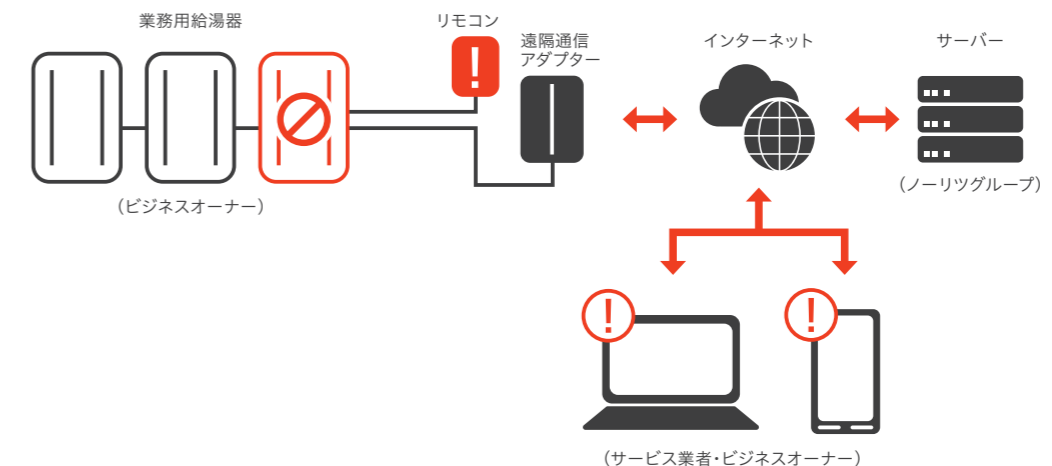 業務用給湯器
リモコン
遠隔通信
アダプター
インターネット
サーバー
!
(ビジネスオーナー)
(ノーリツグループ)
!
!
(サービス業者・ビジネスオーナー)